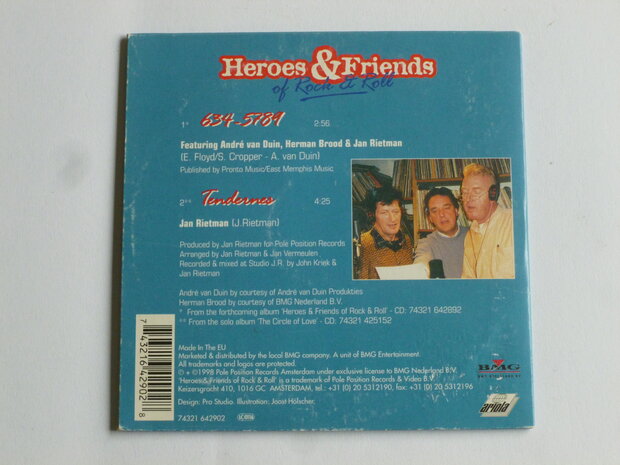 Heroes & Friends
of Rock & Roll
1* 634-5789 2:56
Featuring André van Duin, Herman Brood & Jan Rietman
(E. Floyd/S. Cropper - A. van Duin)
Published by Pronto Music/East Memphis Music
2** Tendernes 4:25
Jan Rietman (J.Rietman)
Produced by Jan Rietman for Pole Position Records
Arranged by Jan Rietman & Jan Vermeulen
Recorded & mixed at Studio J.R. by John Kriek &
Jan Rietman
André van Duin by courtesy of André van Duin Produkties
Herman Brood by courtesy of BMG Nederland B.V.
* From the forthcoming album 'Heroes & Friends of Rock & Roll' - CD: 74321 642892
** From the solo album 'The Circle of Love' - CD: 74321 425152
Made In The EU
Marketed & distributed by the local BMG company. A unit of BMG Entertainment.
All trademarks and logos are protected.
℗ + © 1998 Pole Position Records Amsterdam under exclusive license to BMG Nederland B.V.
'Heroes&Friends of Rock & Roll' is a trademark of Pole Position Records & Video B.V.
Keizersgracht 410, 1016 GC AMSTERDAM, tel.: +31 (0) 20 5312190, fax: +31 (0) 20 5312196
Design: Pro Studio. Illustration: Joost Hölscher.
74321 642902
7 43216 42902 8
BMG
ariola